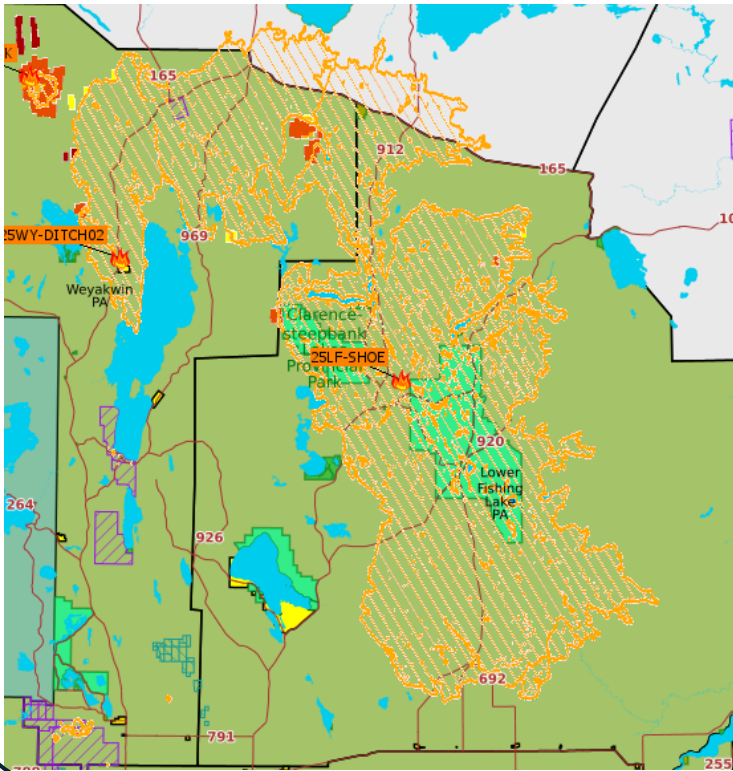 K
165
912
165
10
25WY-DITCH02
969
Weyakwin
PA
Clarence-
steepbank
Provincial
Park
25LF-SHOE
920
Lower
Fishing
Lake
PA
264
926
692
791
255